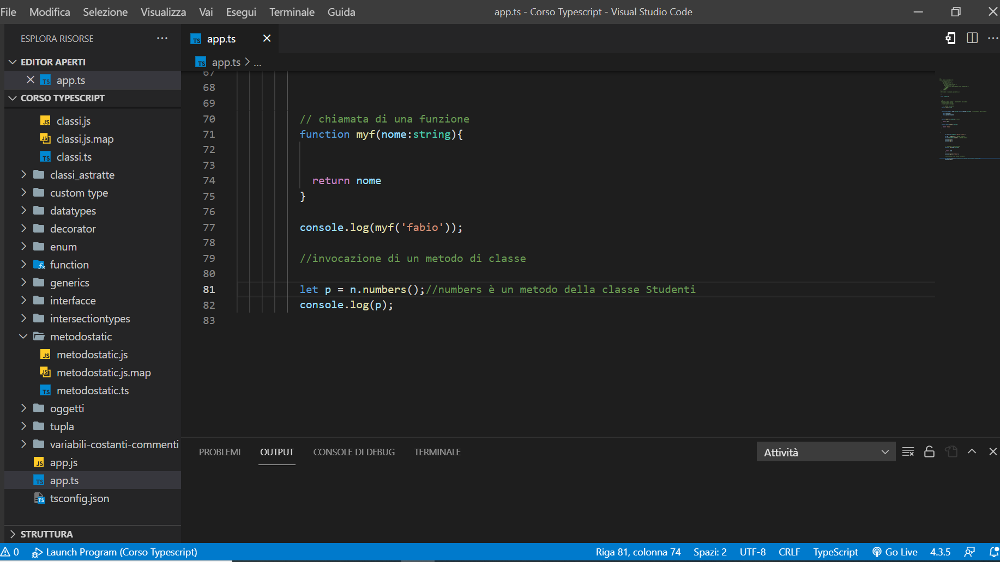 File Modifica Selezione Visualizza Vai Esegui Terminale Guida
app.ts - Corso Typescript - Visual Studio Code
ESPLORA RISORSE
EDITOR APERTI
app.ts
CORSO TYPESCRIPT
classi.js
classi.js.map
classi.ts
classi_astratte
custom type
datatypes
decorator
enum
function
generics
interfacce
intersectiontypes
metodostatic
metodostatic.js
metodostatic.js.map
metodostatic.ts
oggetti
tupla
variabili-costanti-commenti
app.js
app.ts
tsconfig.json
STRUTTURA
app.ts
app.ts > ...
67
68
69
70 // chiamata di una funzione
71 function myf(nome:string){
72
73
74 return nome
75 }
76
77 console.log(myf('fabio'));
78
79 //invocazione di un metodo di classe
80
81 let p = n.numbers();//numbers è un metodo della classe Studenti
82 console.log(p);
83
PROBLEMI OUTPUT CONSOLE DI DEBUG TERMINALE
Attività
0 Launch Program (Corso Typescript)
Riga 81, colonna 74 Spazi: 2 UTF-8 CRLF TypeScript Go Live 4.3.5